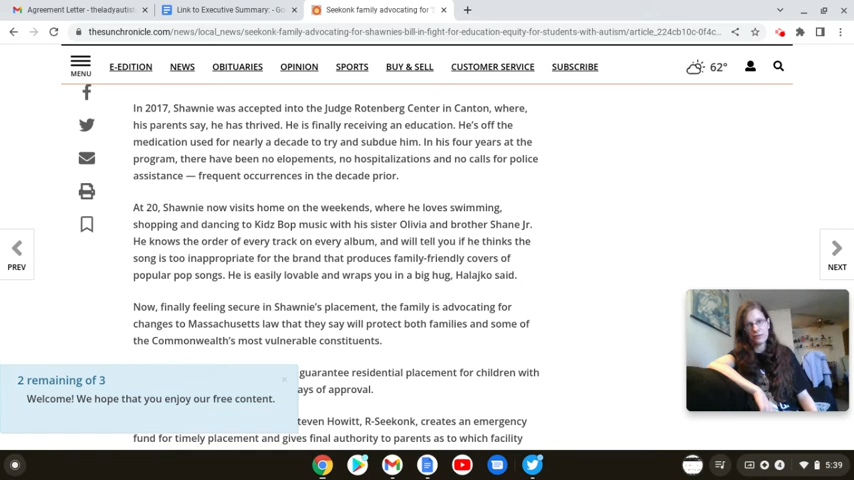 Agreement Letter - theladyautist
Link to Executive Summary: - Go
Seekonk family advocating for "S
thesunchronicle.com/news/local_news/seekonk-family-advocating-for-shawnies-bill-in-fight-for-education-equity-for-students-with-autism/article_224cb10c-0f4c...
MENU
E-EDITION NEWS OBITUARIES OPINION SPORTS BUY & SELL CUSTOMER SERVICE SUBSCRIBE
62°
In 2017, Shawnie was accepted into the Judge Rotenberg Center in Canton, where,
his parents say, he has thrived. He is finally receiving an education. He's off the
medication used for nearly a decade to try and subdue him. In his four years at the
program, there have been no elopements, no hospitalizations and no calls for police
assistance — frequent occurrences in the decade prior.
At 20, Shawnie now visits home on the weekends, where he loves swimming,
shopping and dancing to Kidz Bop music with his sister Olivia and brother Shane Jr.
He knows the order of every track on every album, and will tell you if he thinks the
song is too inappropriate for the brand that produces family-friendly covers of
popular pop songs. He is easily lovable and wraps you in a big hug, Halajko said.
PREV
NEXT
Now, finally feeling secure in Shawnie's placement, the family is advocating for
changes to Massachusetts law that they say will protect both families and some of
the Commonwealth's most vulnerable constituents.
guarantee residential placement for children with
ays of approval.
teven Howitt, R-Seekonk, creates an emergency
fund for timely placement and gives final authority to parents as to which facility
2 remaining of 3
×
Welcome! We hope that you enjoy our free content.
4
5:39